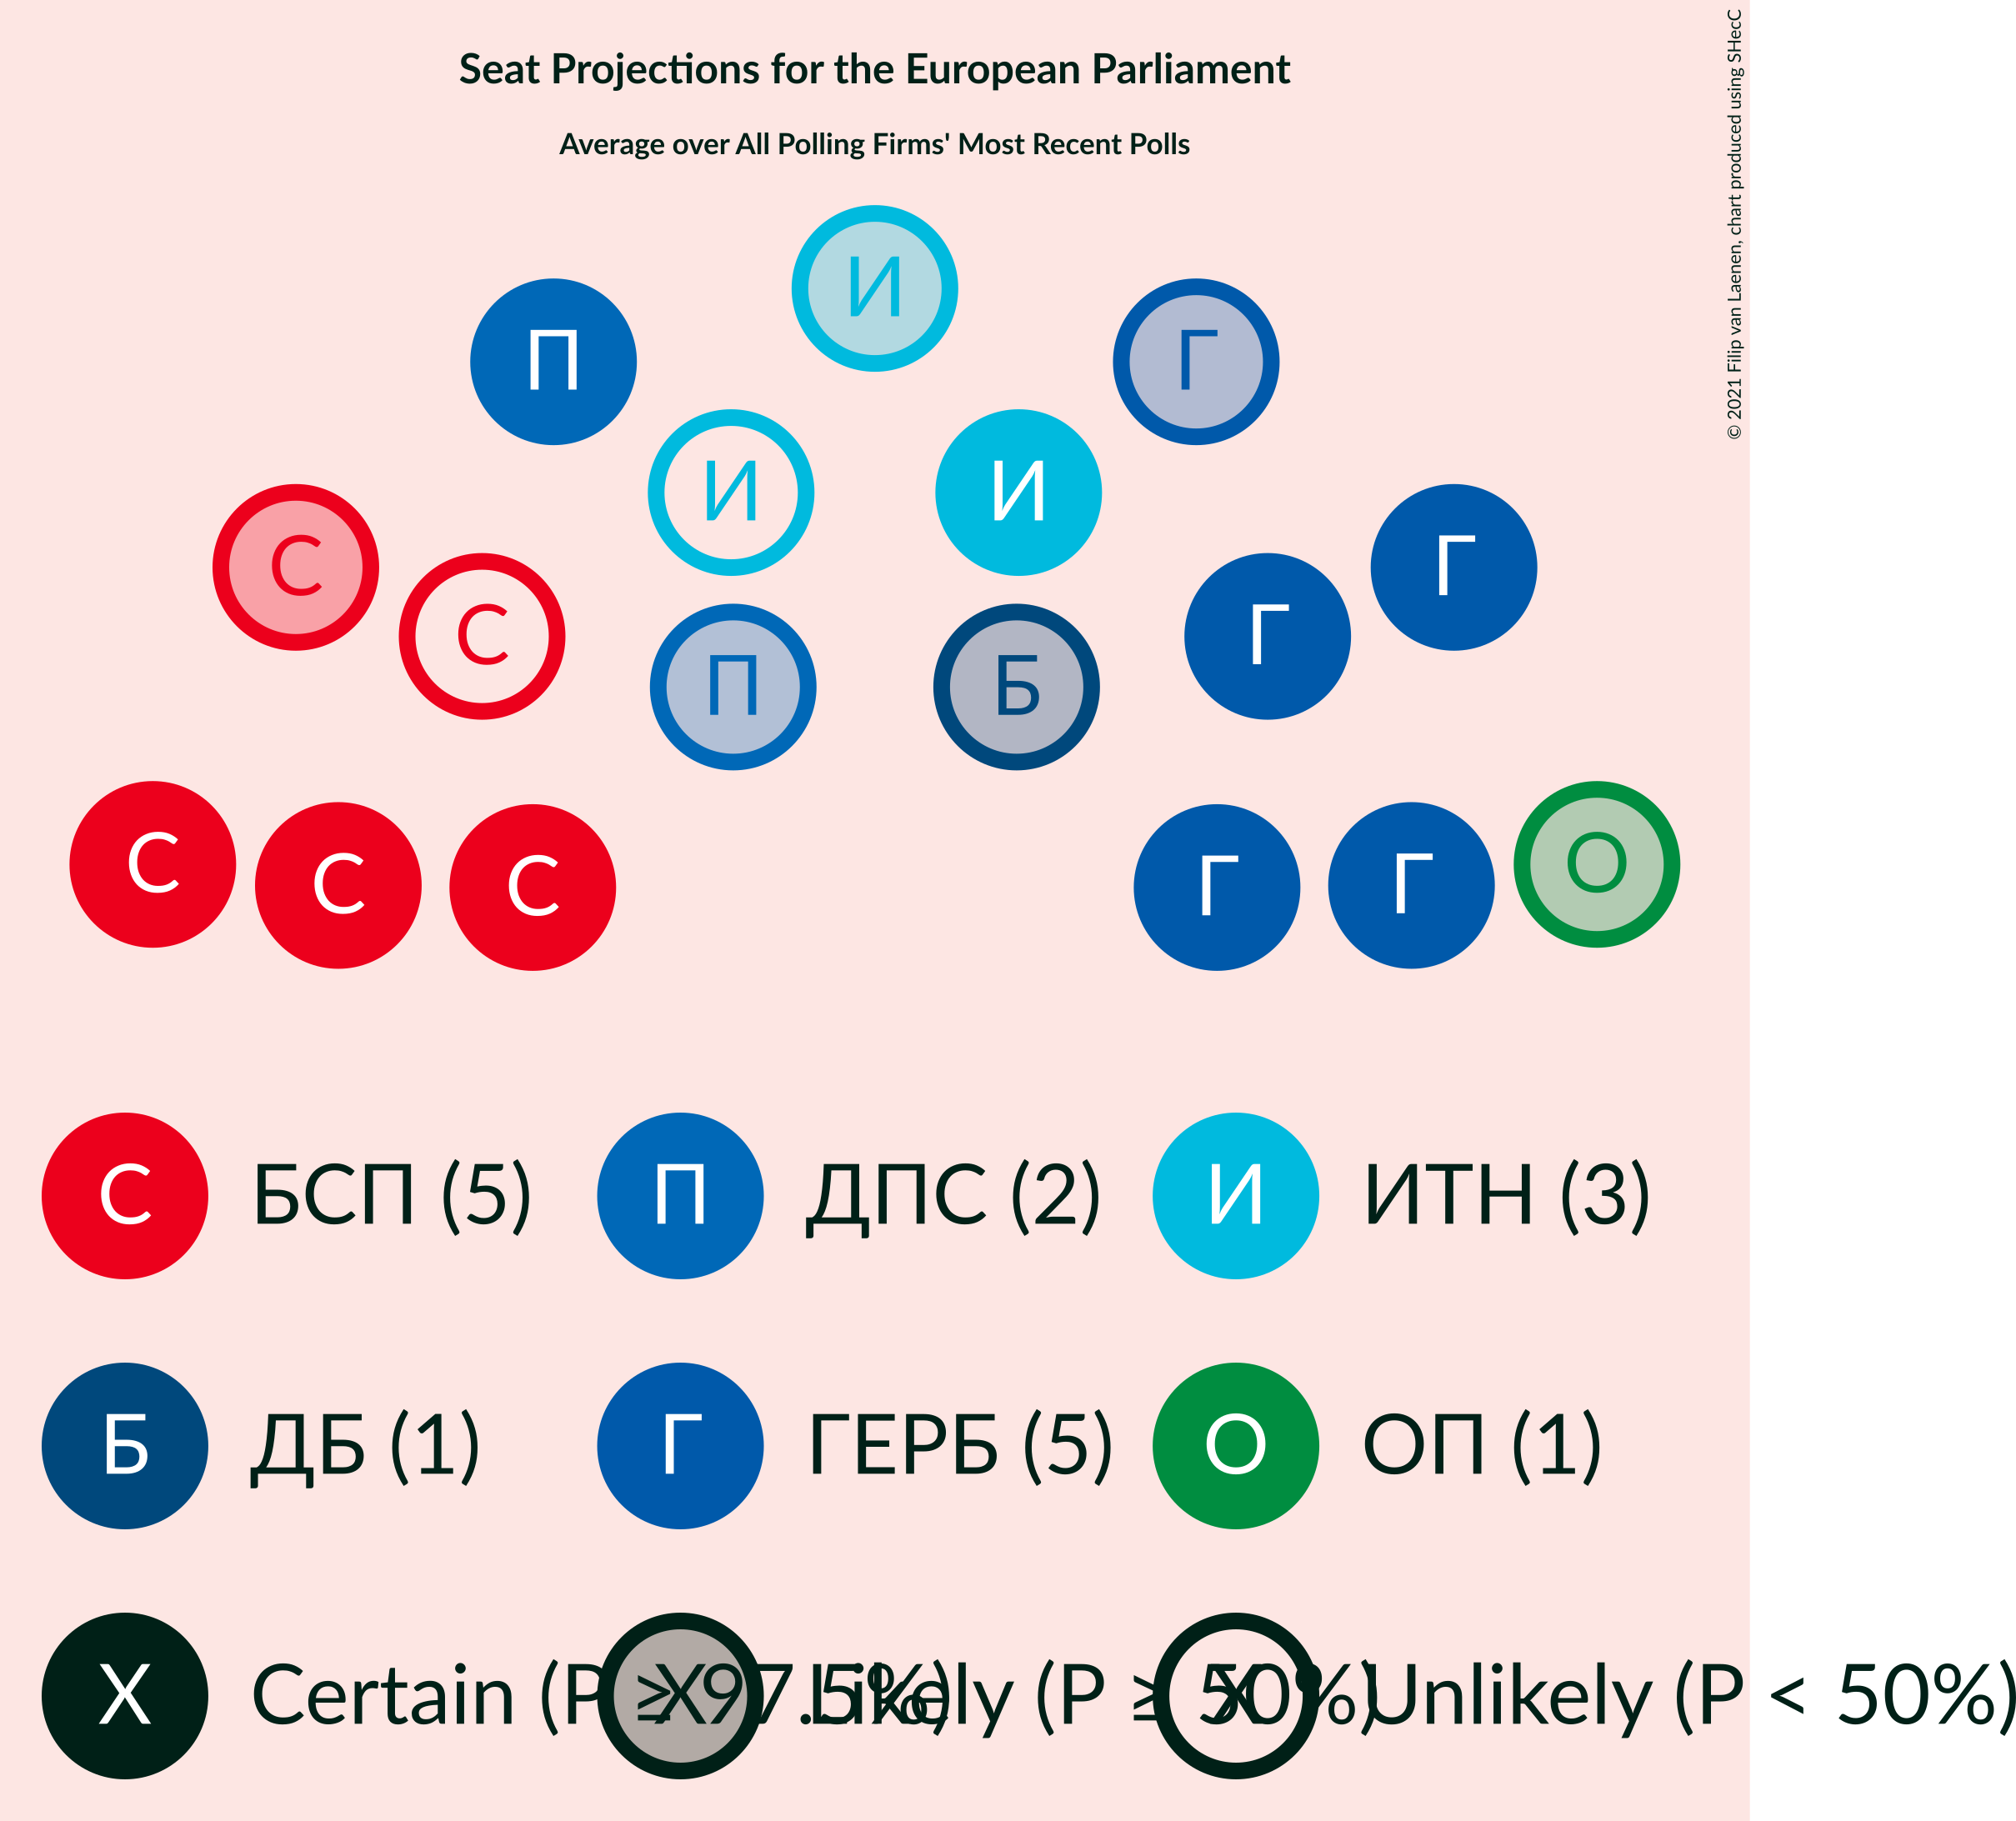 Seat Projections for the European Parliament
Average over All Polling Firms' Most Recent Polls
© 2021 Filip van Laenen, chart produced using SHecC
И
П
Г
И
И
С
Г
С
Г
П
Б
С
О
С
Г
С
Г
С БСП (5)
П ДПС (2)
И ИТН (3)
Б ДБ (1)
Г ГЕРБ (5)
О ОП (1)
X Certain (P ≥ 97.5%)
X Likely (P ≥ 50%)
X Unlikely (P < 50%)